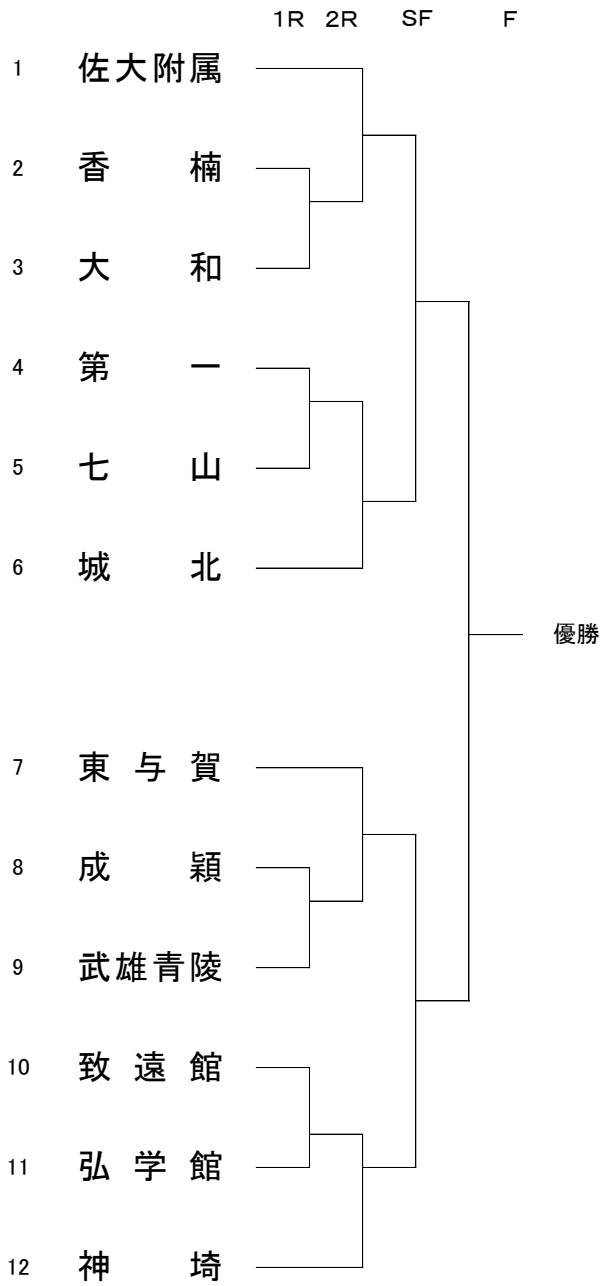 1R 2R SF F
1 佐大附属
2 香楠
3 大和
4 第一
5 七山
6 城北
優勝
7 東与賀
8 成穎
9 武雄青陵
10 致遠館
11 弘学館
12 神埼